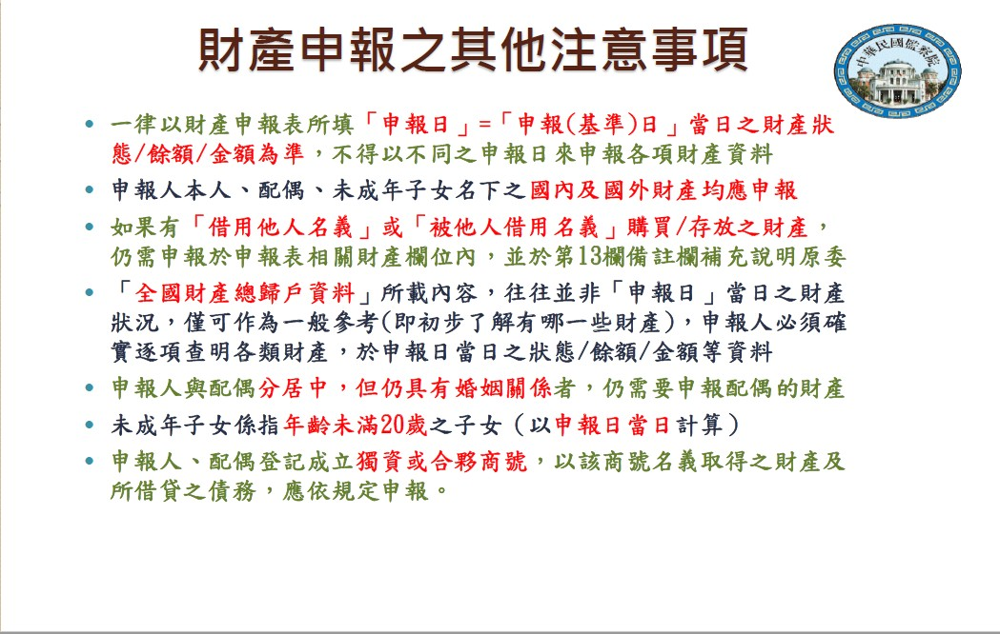 財產申報之其他注意事項
中華民國監察院
• 一律以財產申報表所填「申報日」=「申報(基準)日」當日之財產狀
態/餘額/金額為準，不得以不同之申報日來申報各項財產資料
• 申報人本人、配偶、未成年子女名下之國內及國外財產均應申報
• 如果有「借用他人名義」或「被他人借用名義」購買/存放之財產，
仍需申報於申報表相關財產欄位內，並於第13欄備註欄補充說明原委
• 「全國財產總歸戶資料」所載內容，往往並非「申報日」當日之財產
狀況，僅可作為一般參考(即初步了解有哪一些財產)，申報人必須確
實逐項查明各類財產，於申報日當日之狀態/餘額/金額等資料
• 申報人與配偶分居中，但仍具有婚姻關係者，仍需要申報配偶的財產
• 未成年子女係指年齡未滿20歲之子女（以申報日當日計算）
• 申報人、配偶登記成立獨資或合夥商號，以該商號名義取得之財產及
所借貸之債務，應依規定申報。